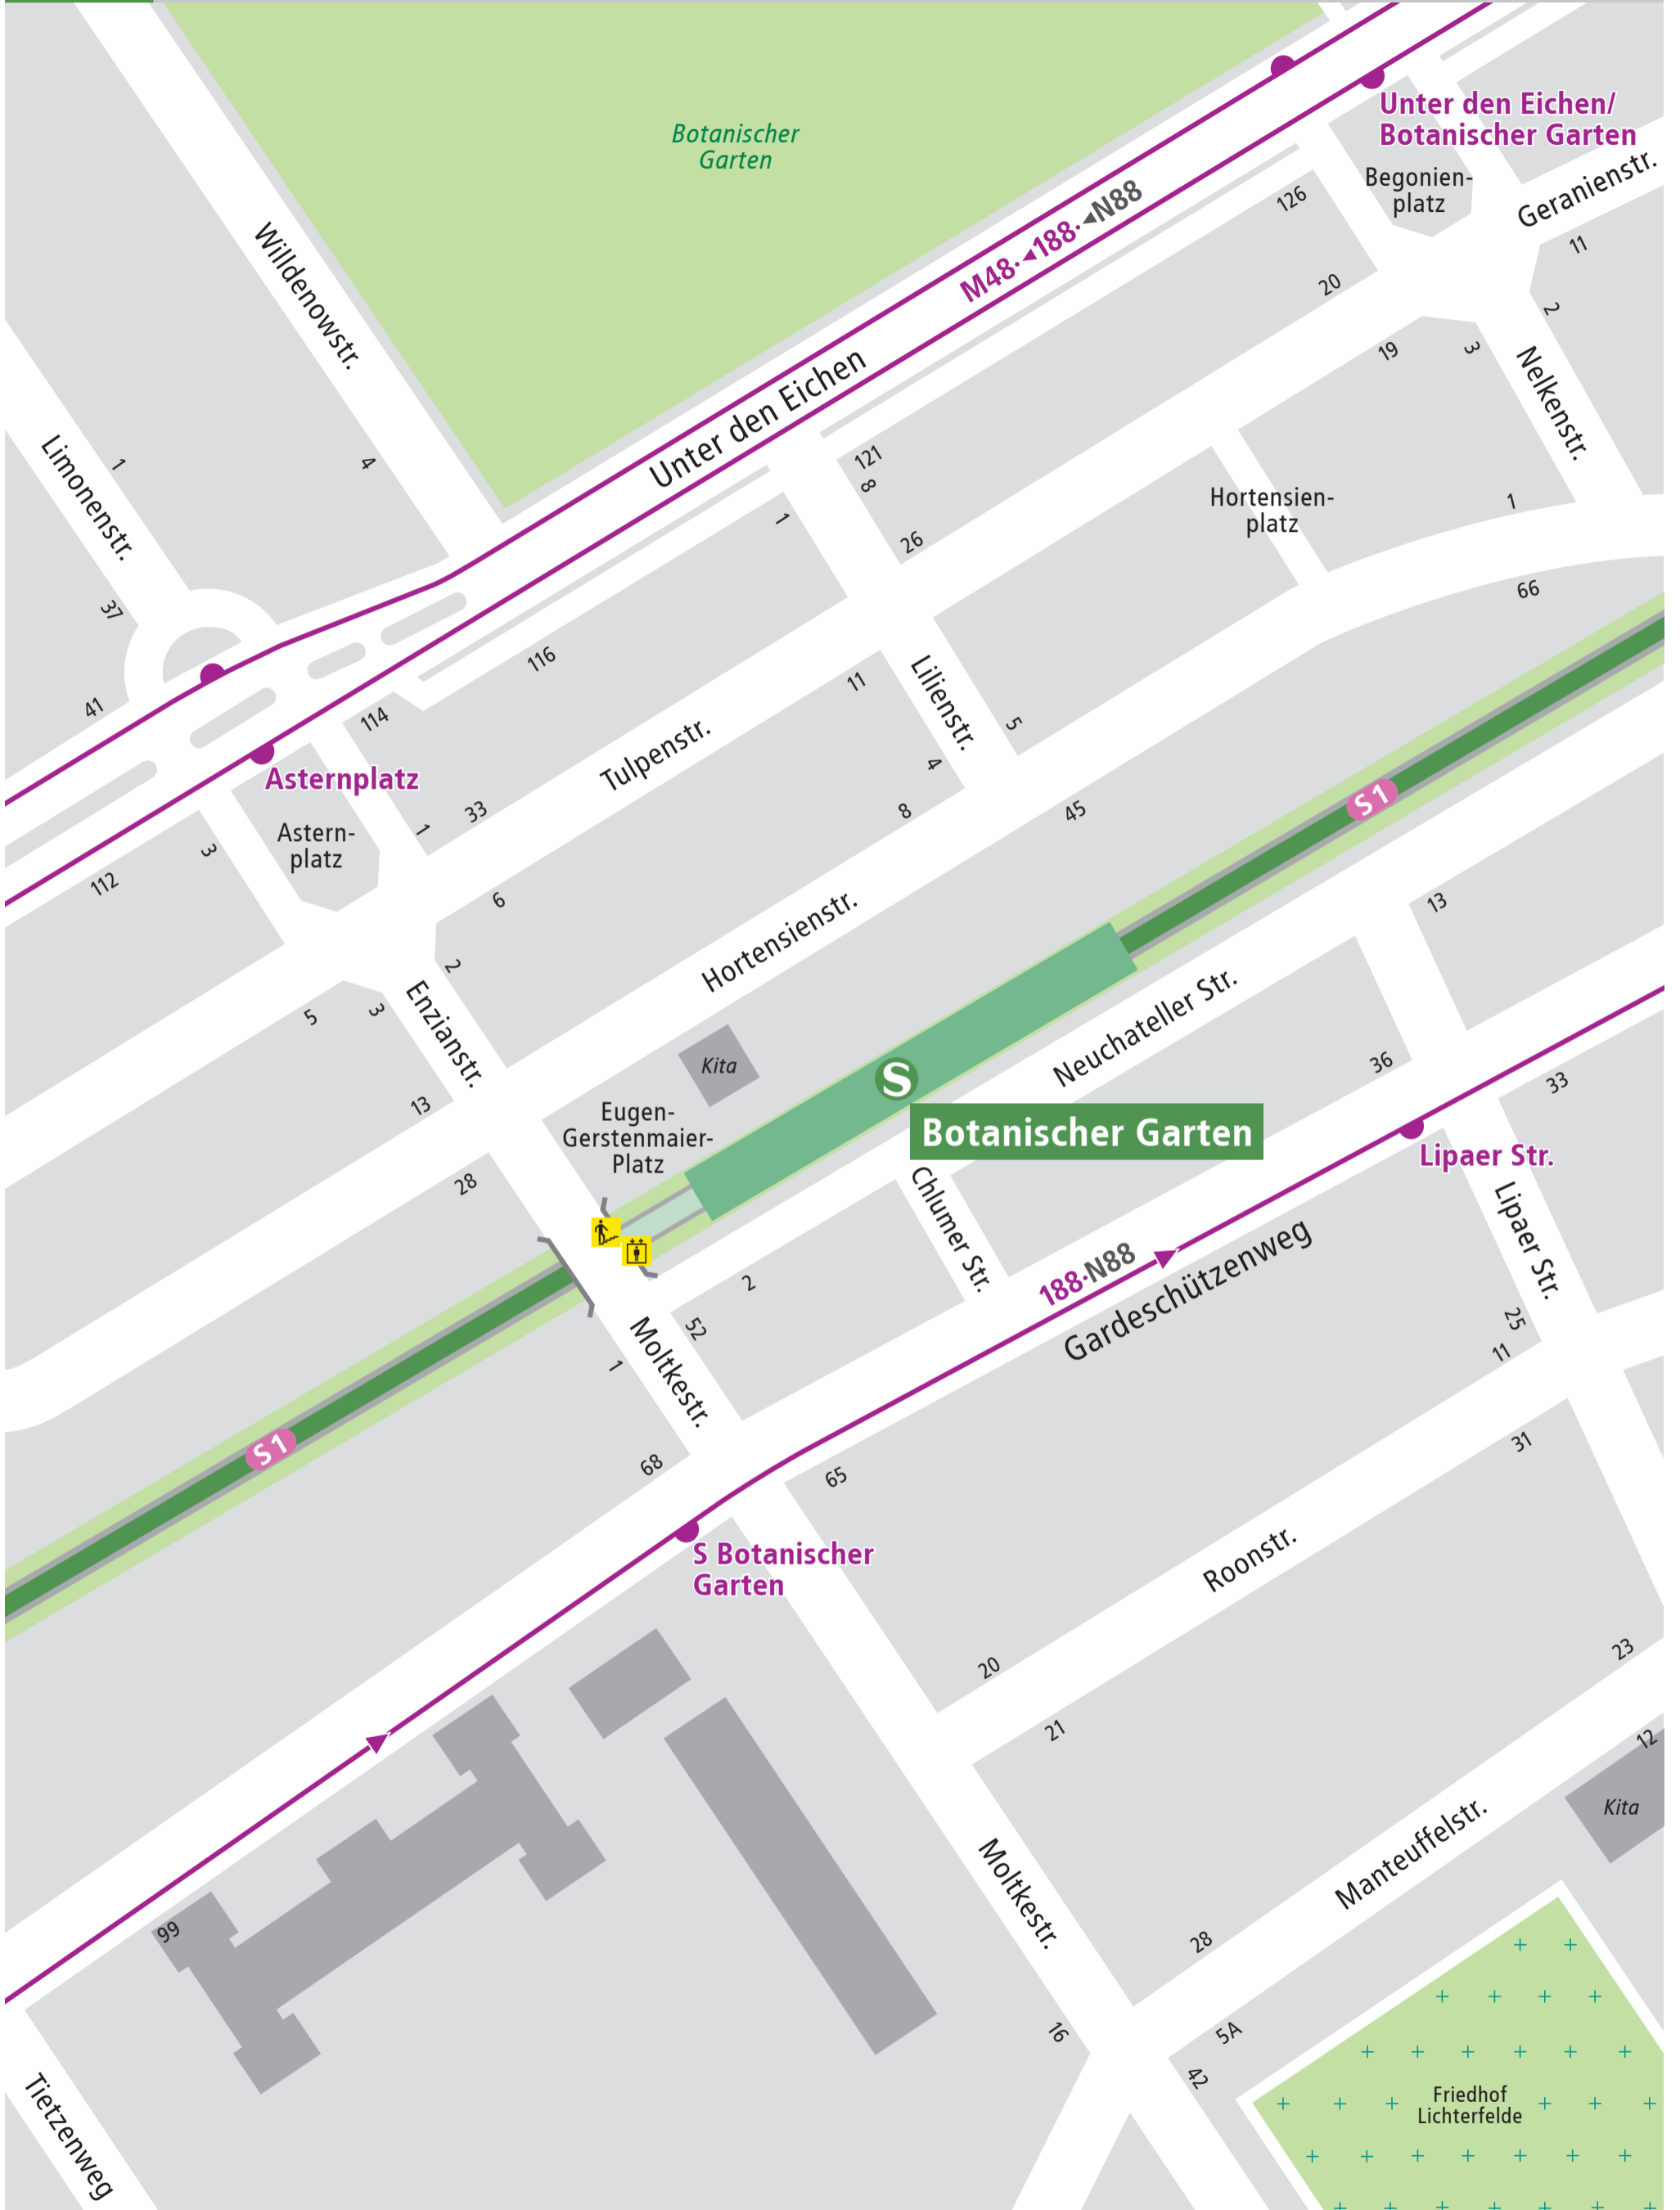 Unter den Eichen/
Botanischer Garten
Botanischer
Garten
Begonien-
platz
Geranienstr.
126
M48·◄188·◄N88
11
Willdenowstr.
20
2
19
3
Nelkenstr.
Unter den Eichen
Limonenstr.
1
4
121
8
1
26
Hortensien-
platz
1
37
66
116
11
Lilienstr.
5
41
114
Tulpenstr.
4
Asternplatz
S1
33
1
8
45
Astern-
platz
3
112
6
13
Hortensienstr.
2
Enzianstr.
5
3
Neuchateller Str.
Kita
S
36
33
13
Eugen-
Gerstenmaier-
Platz
Botanischer Garten
Lipaer Str.
28
Chlumer Str.
Lipaer Str.
188·N88
Gardeschützenweg
2
52
Moltkestr.
1
25
11
S1
68
65
31
S Botanischer
Garten
Roonstr.
20
23
21
12
Kita
Manteuffelstr.
Moltkestr.
99
28
16
5A
42
Friedhof
Lichterfelde
Tietzenweg